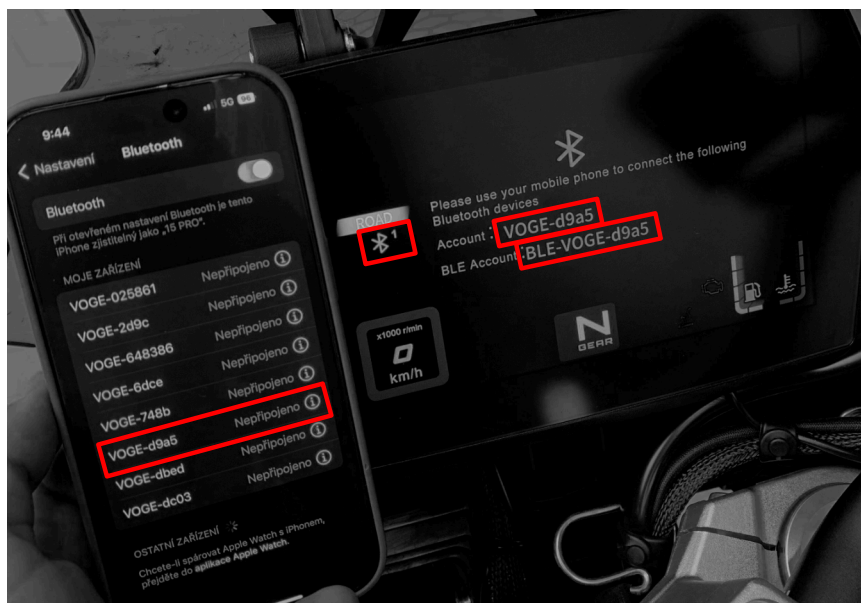 9:44
5G 96
Nastavení
Bluetooth
Bluetooth
Při otevřeném nastavení Bluetooth je tento
iPhone zjistitelný jako „15 PRO“.
MOJE ZAŘÍZENÍ
VOGE-025861 Nepřipojeno
VOGE-2d9c Nepřipojeno
VOGE-648386 Nepřipojeno
VOGE-6dce Nepřipojeno
VOGE-748b Nepřipojeno
VOGE-d9a5 Nepřipojeno
VOGE-dbed Nepřipojeno
VOGE-dc03 Nepřipojeno
OSTATNÍ ZAŘÍZENÍ
Chcete-li spárovat Apple Watch s iPhonem,
přejděte do aplikace Apple Watch.
Please use your mobile phone to connect the following
Bluetooth devices
Account : VOGE-d9a5
BLE Account:BLE-VOGE-d9a5
ROAD
1
x1000 r/min
0
km/h
N
GEAR